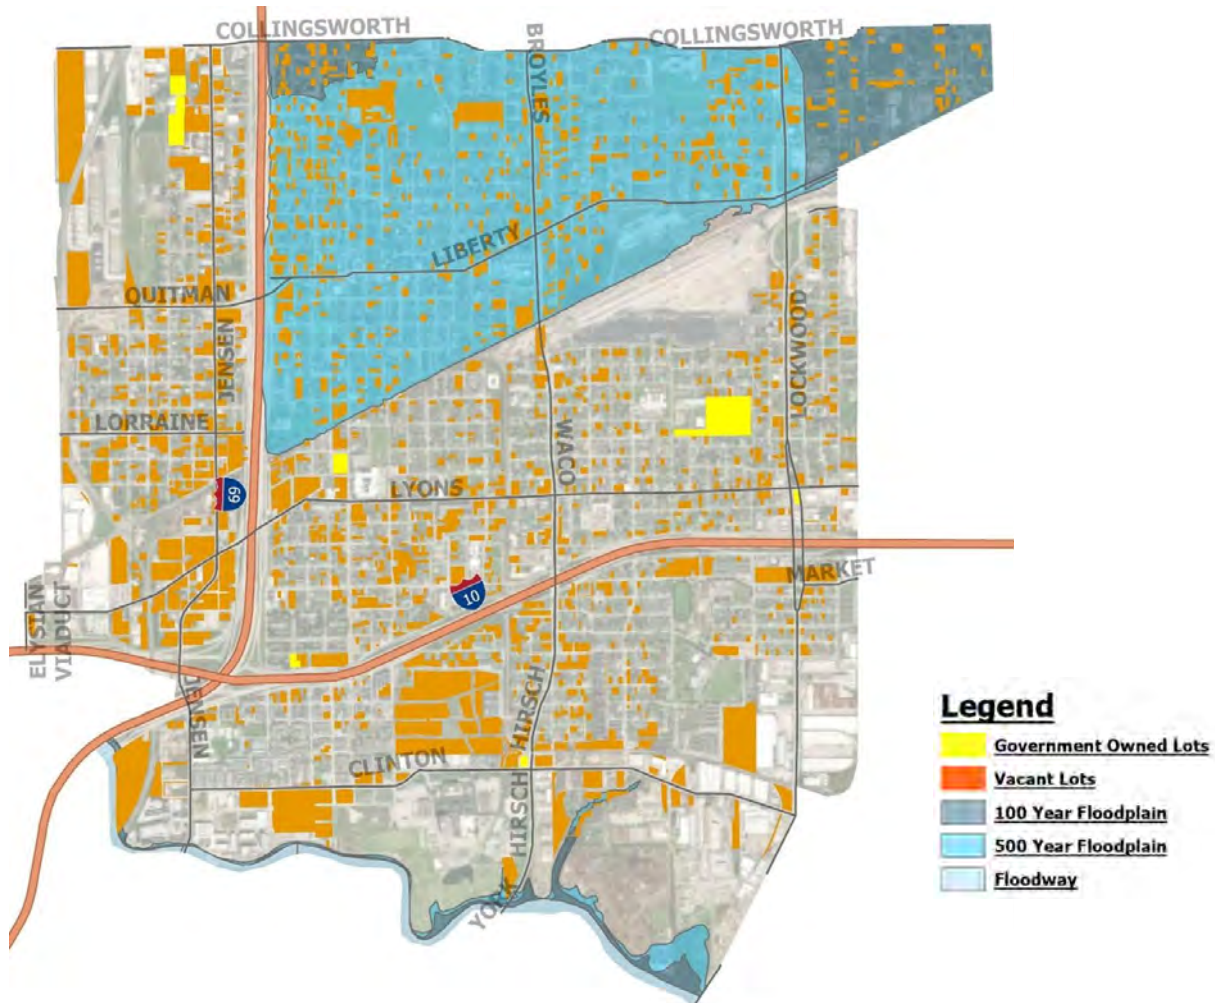 COLLINGSWORTH
COLLINGSWORTH
BROYLES
LIBERTY
QUITMAN
JENSEN
LOCKWOOD
LORRAINE
WACO
LYONS
69
MARKET
10
ELYSIAN
VIADUCT
JENSEN
HIRSCH
CLINTON
HIRSCH
YORK
Legend
Government Owned Lots
Vacant Lots
100 Year Floodplain
500 Year Floodplain
Floodway